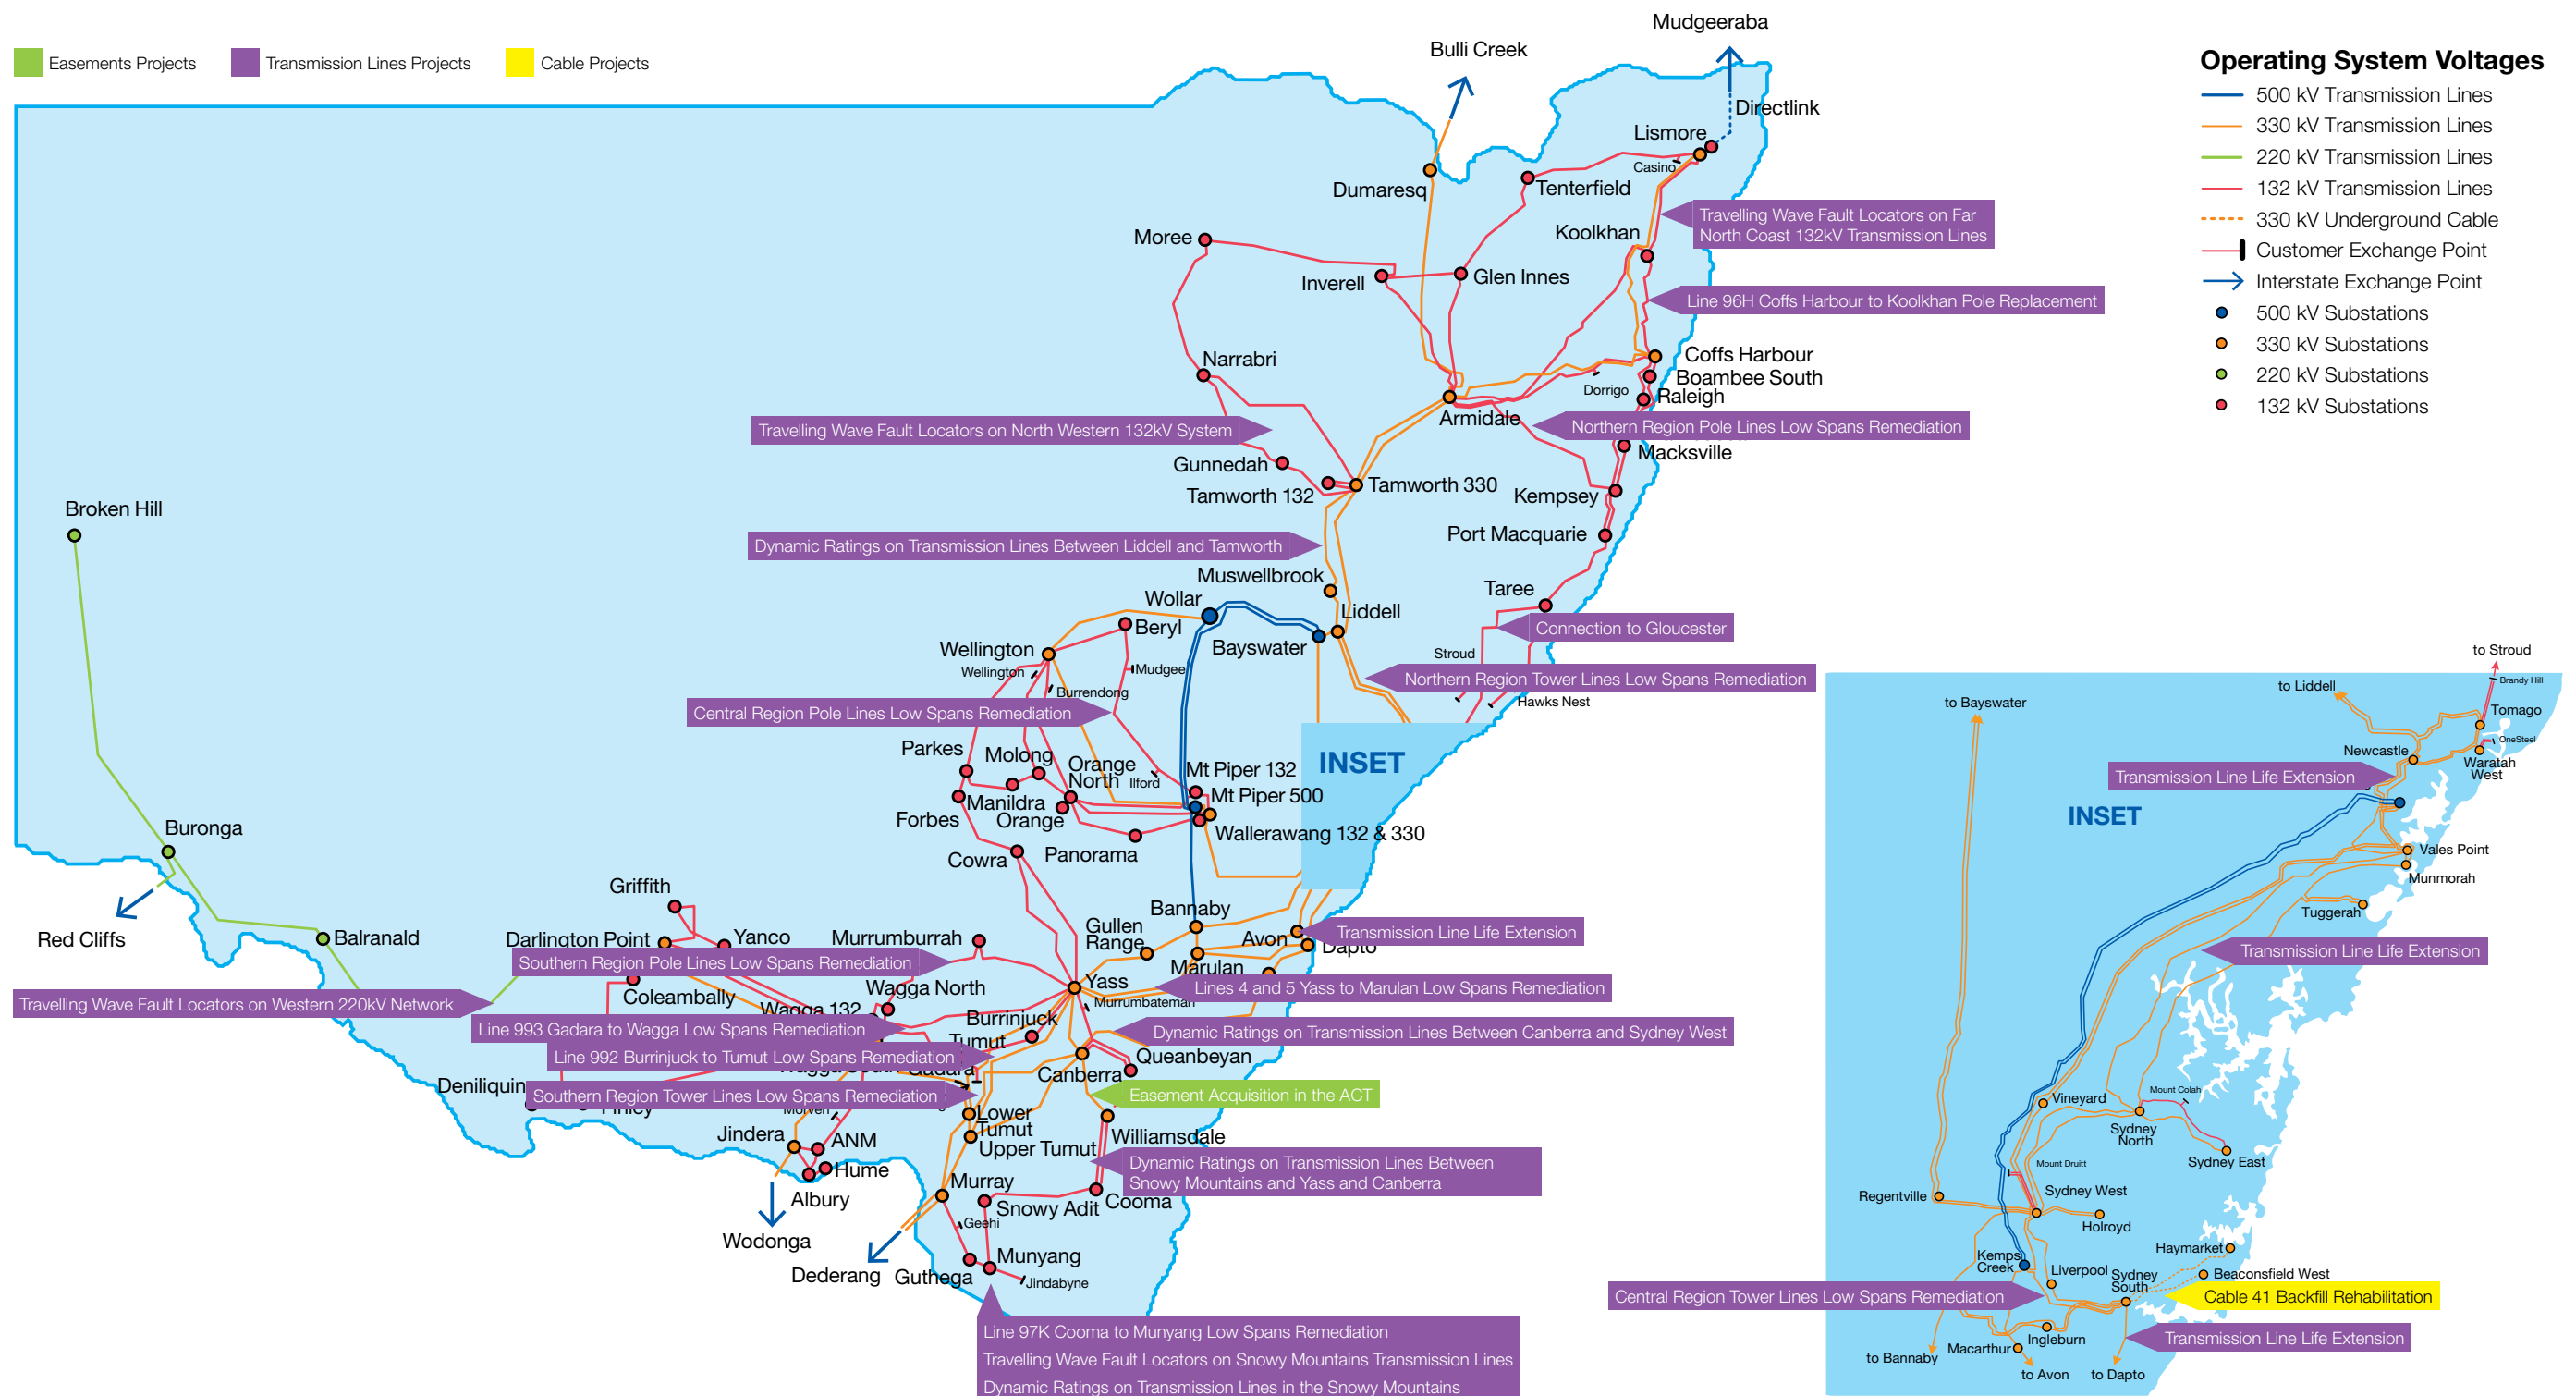 Easements Projects
Transmission Lines Projects
Cable Projects
Operating System Voltages
500 kV Transmission Lines
330 kV Transmission Lines
220 kV Transmission Lines
132 kV Transmission Lines
330 kV Underground Cable
Customer Exchange Point
Interstate Exchange Point
500 kV Substations
330 kV Substations
220 kV Substations
132 kV Substations
Mudgeeraba
Bulli Creek
Directlink
Lismore
Casino
Dumaresq
Tenterfield
Travelling Wave Fault Locators on Far
North Coast 132kV Transmission Lines
Koolkhan
Moree
Inverell
Glen Innes
Line 96H Coffs Harbour to Koolkhan Pole Replacement
Narrabri
Coffs Harbour
Boambee South
Dorrigo
Raleigh
Armidale
Northern Region Pole Lines Low Spans Remediation
Travelling Wave Fault Locators on North Western 132kV System
Macksville
Gunnedah
Tamworth 132
Tamworth 330
Kempsey
Broken Hill
Port Macquarie
Dynamic Ratings on Transmission Lines Between Liddell and Tamworth
Muswellbrook
Taree
Wollar
Liddell
Beryl
Connection to Gloucester
Wellington
Bayswater
Stroud
Wellington
Mudgee
Northern Region Tower Lines Low Spans Remediation
Burrendong
Hawks Nest
Central Region Pole Lines Low Spans Remediation
Parkes
Molong
Orange
North
Ilford
INSET
Mt Piper 132
Mt Piper 500
Manildra
Forbes
Orange
Wallerawang 132 & 330
Buronga
Cowra
Panorama
Griffith
Red Cliffs
Balranald
Darlington Point
Yanco
Murrumburrah
Bannaby
Gullen
Range
Avon
Transmission Line Life Extension
Dapto
Southern Region Pole Lines Low Spans Remediation
Marulan
Coleambally
Wagga North
Yass
Lines 4 and 5 Yass to Marulan Low Spans Remediation
Murrumbateman
Travelling Wave Fault Locators on Western 220kV Network
Wagga 132
Burrinjuck
Line 993 Gadara to Wagga Low Spans Remediation
Dynamic Ratings on Transmission Lines Between Canberra and Sydney West
Tumut
Line 992 Burrinjuck to Tumut Low Spans Remediation
Queanbeyan
Wagga South
Gadara
Canberra
Deniliquin
Southern Region Tower Lines Low Spans Remediation
Easement Acquisition in the ACT
Finley
Morven
Lower
Tumut
Jindera
ANM
Upper Tumut
Williamsdale
Hume
Dynamic Ratings on Transmission Lines Between
Snowy Mountains and Yass and Canberra
Albury
Murray
Snowy Adit
Cooma
Geehi
Wodonga
Dederang
Guthega
Munyang
Jindabyne
Line 97K Cooma to Munyang Low Spans Remediation
Travelling Wave Fault Locators on Snowy Mountains Transmission Lines
Dynamic Ratings on Transmission Lines in the Snowy Mountains
to Stroud
Brandy Hill
to Liddell
to Bayswater
Tomago
OneSteel
Newcastle
Waratah
West
Transmission Line Life Extension
INSET
Vales Point
Munmorah
Tuggerah
Transmission Line Life Extension
Mount Colah
Vineyard
Sydney
North
Sydney East
Mount Druitt
Regentville
Sydney West
Holroyd
Haymarket
Kemps
Creek
Liverpool
Sydney
South
Beaconsfield West
Central Region Tower Lines Low Spans Remediation
Cable 41 Backfill Rehabilitation
Ingleburn
Transmission Line Life Extension
Macarthur
to Bannaby
to Avon
to Dapto